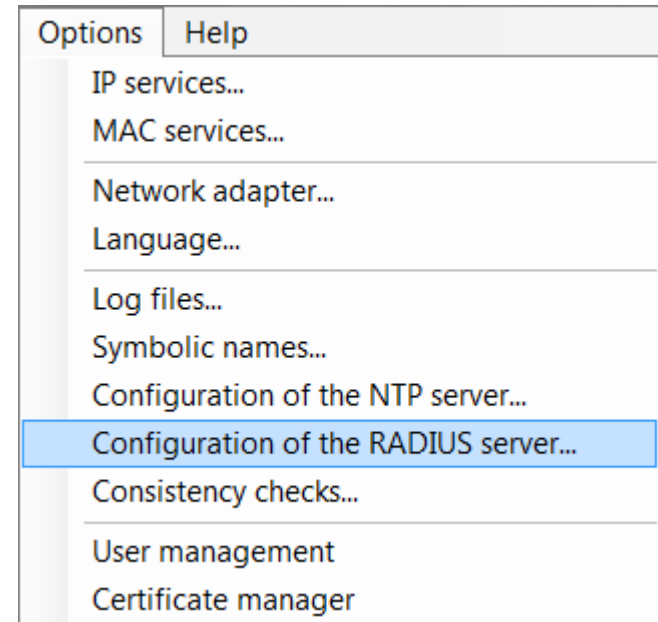 Options Help
IP services...
MAC services...
Network adapter...
Language...
Log files...
Symbolic names...
Configuration of the NTP server...
Configuration of the RADIUS server...
Consistency checks...
User management
Certificate manager